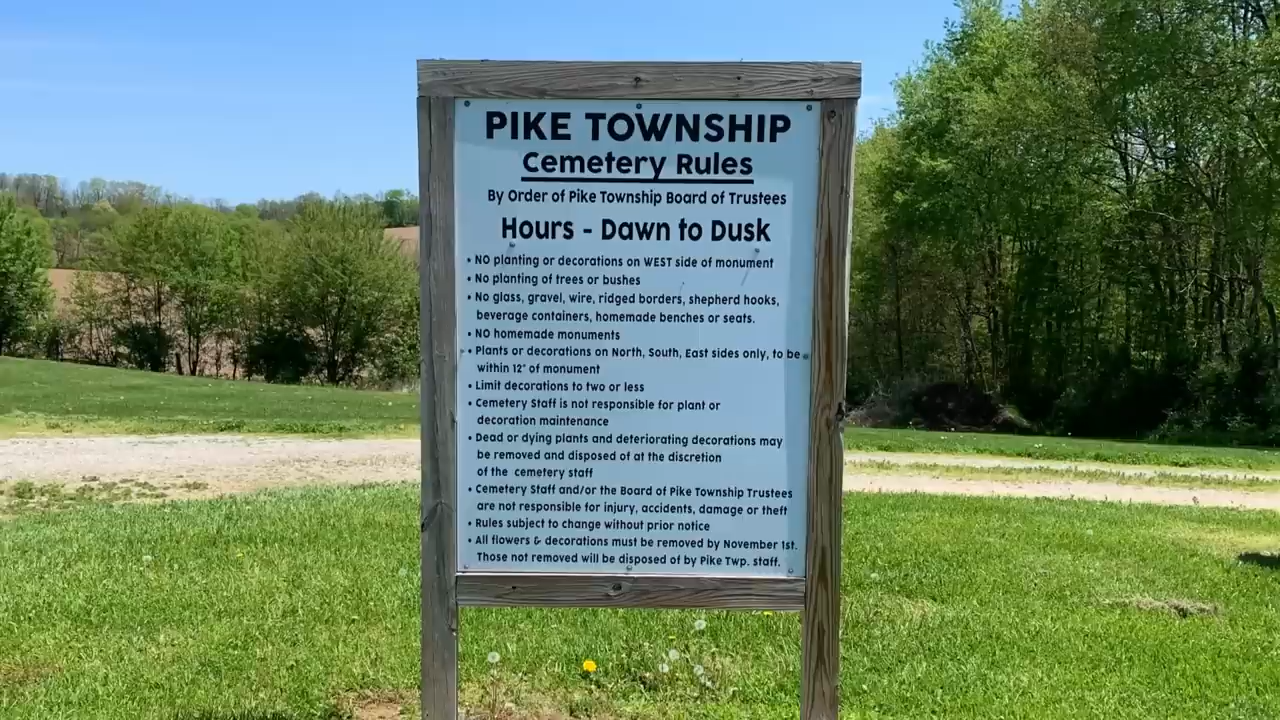 PIKE TOWNSHIP
Cemetery Rules
By Order of Pike Township Board of Trustees
Hours - Dawn to Dusk
• NO planting or decorations on WEST side of monument
• No planting of trees or bushes
• No glass, gravel, wire, ridged borders, shepherd hooks,
beverage containers, homemade benches or seats.
• NO homemade monuments
• Plants or decorations on North, South, East sides only, to be
within 12" of monument
• Limit decorations to two or less
• Cemetery Staff is not responsible for plant or
decoration maintenance
• Dead or dying plants and deteriorating decorations may
be removed and disposed of at the discretion
of the cemetery staff
• Cemetery Staff and/or the Board of Pike Township Trustees
are not responsible for injury, accidents, damage or theft
• Rules subject to change without prior notice
• All flowers & decorations must be removed by November 1st.
Those not removed will be disposed of by Pike Twp. staff.